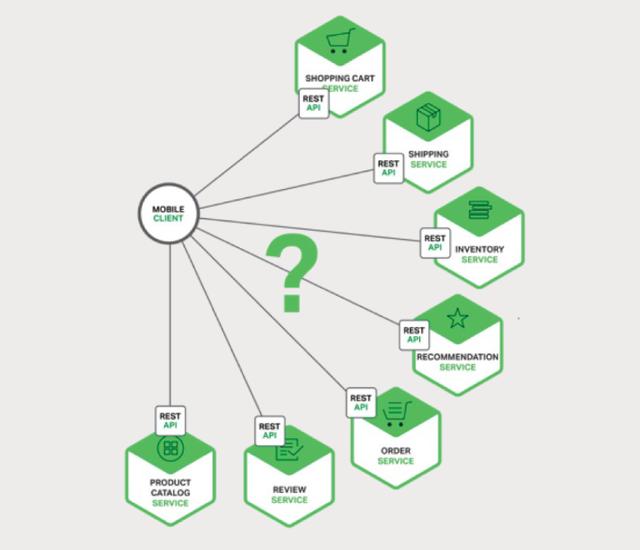 SHOPPING CART
SERVICE
REST
API
SHIPPING
SERVICE
REST
API
MOBILE
CLIENT
?
REST
API
INVENTORY
SERVICE
REST
API
RECOMMENDATION
SERVICE
REST
API
ORDER
SERVICE
REST
API
REVIEW
SERVICE
REST
API
PRODUCT
CATALOG
SERVICE